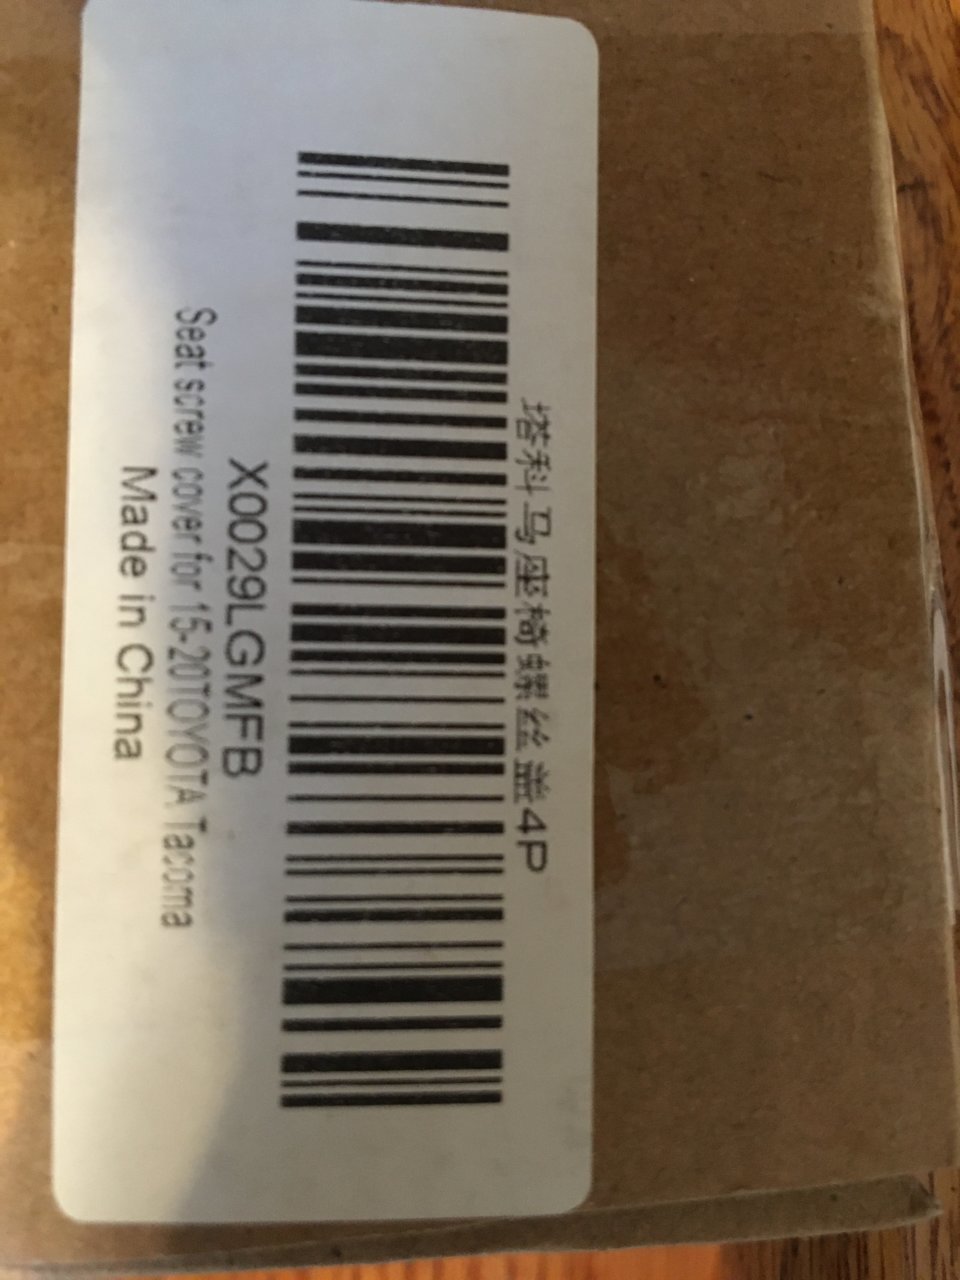 塔科马座椅螺丝盖4P
X0029LGMFB
Seat screw cover for 15-20TOYOTA Tacoma
Made in China